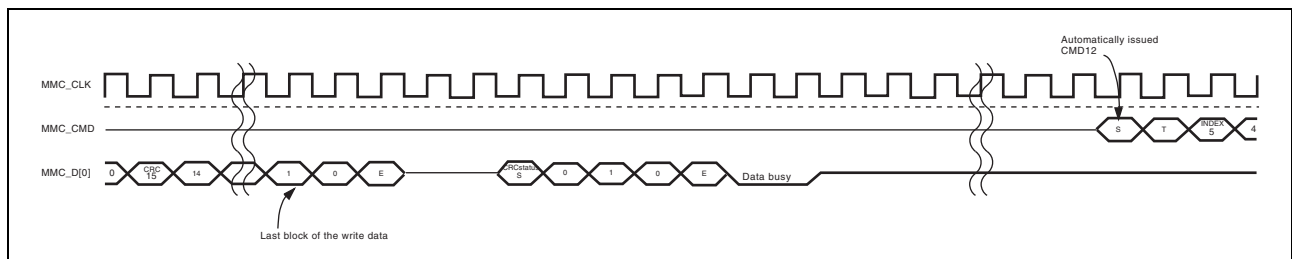 Automatically issued
CMD12
MMC_CLK
MMC_CMD
S
T
INDEX
5
4
MMC_D[0]
0
CRC
15
14
1
0
E
CRCstatus
S
0
1
0
E
Data busy
Last block of the write data